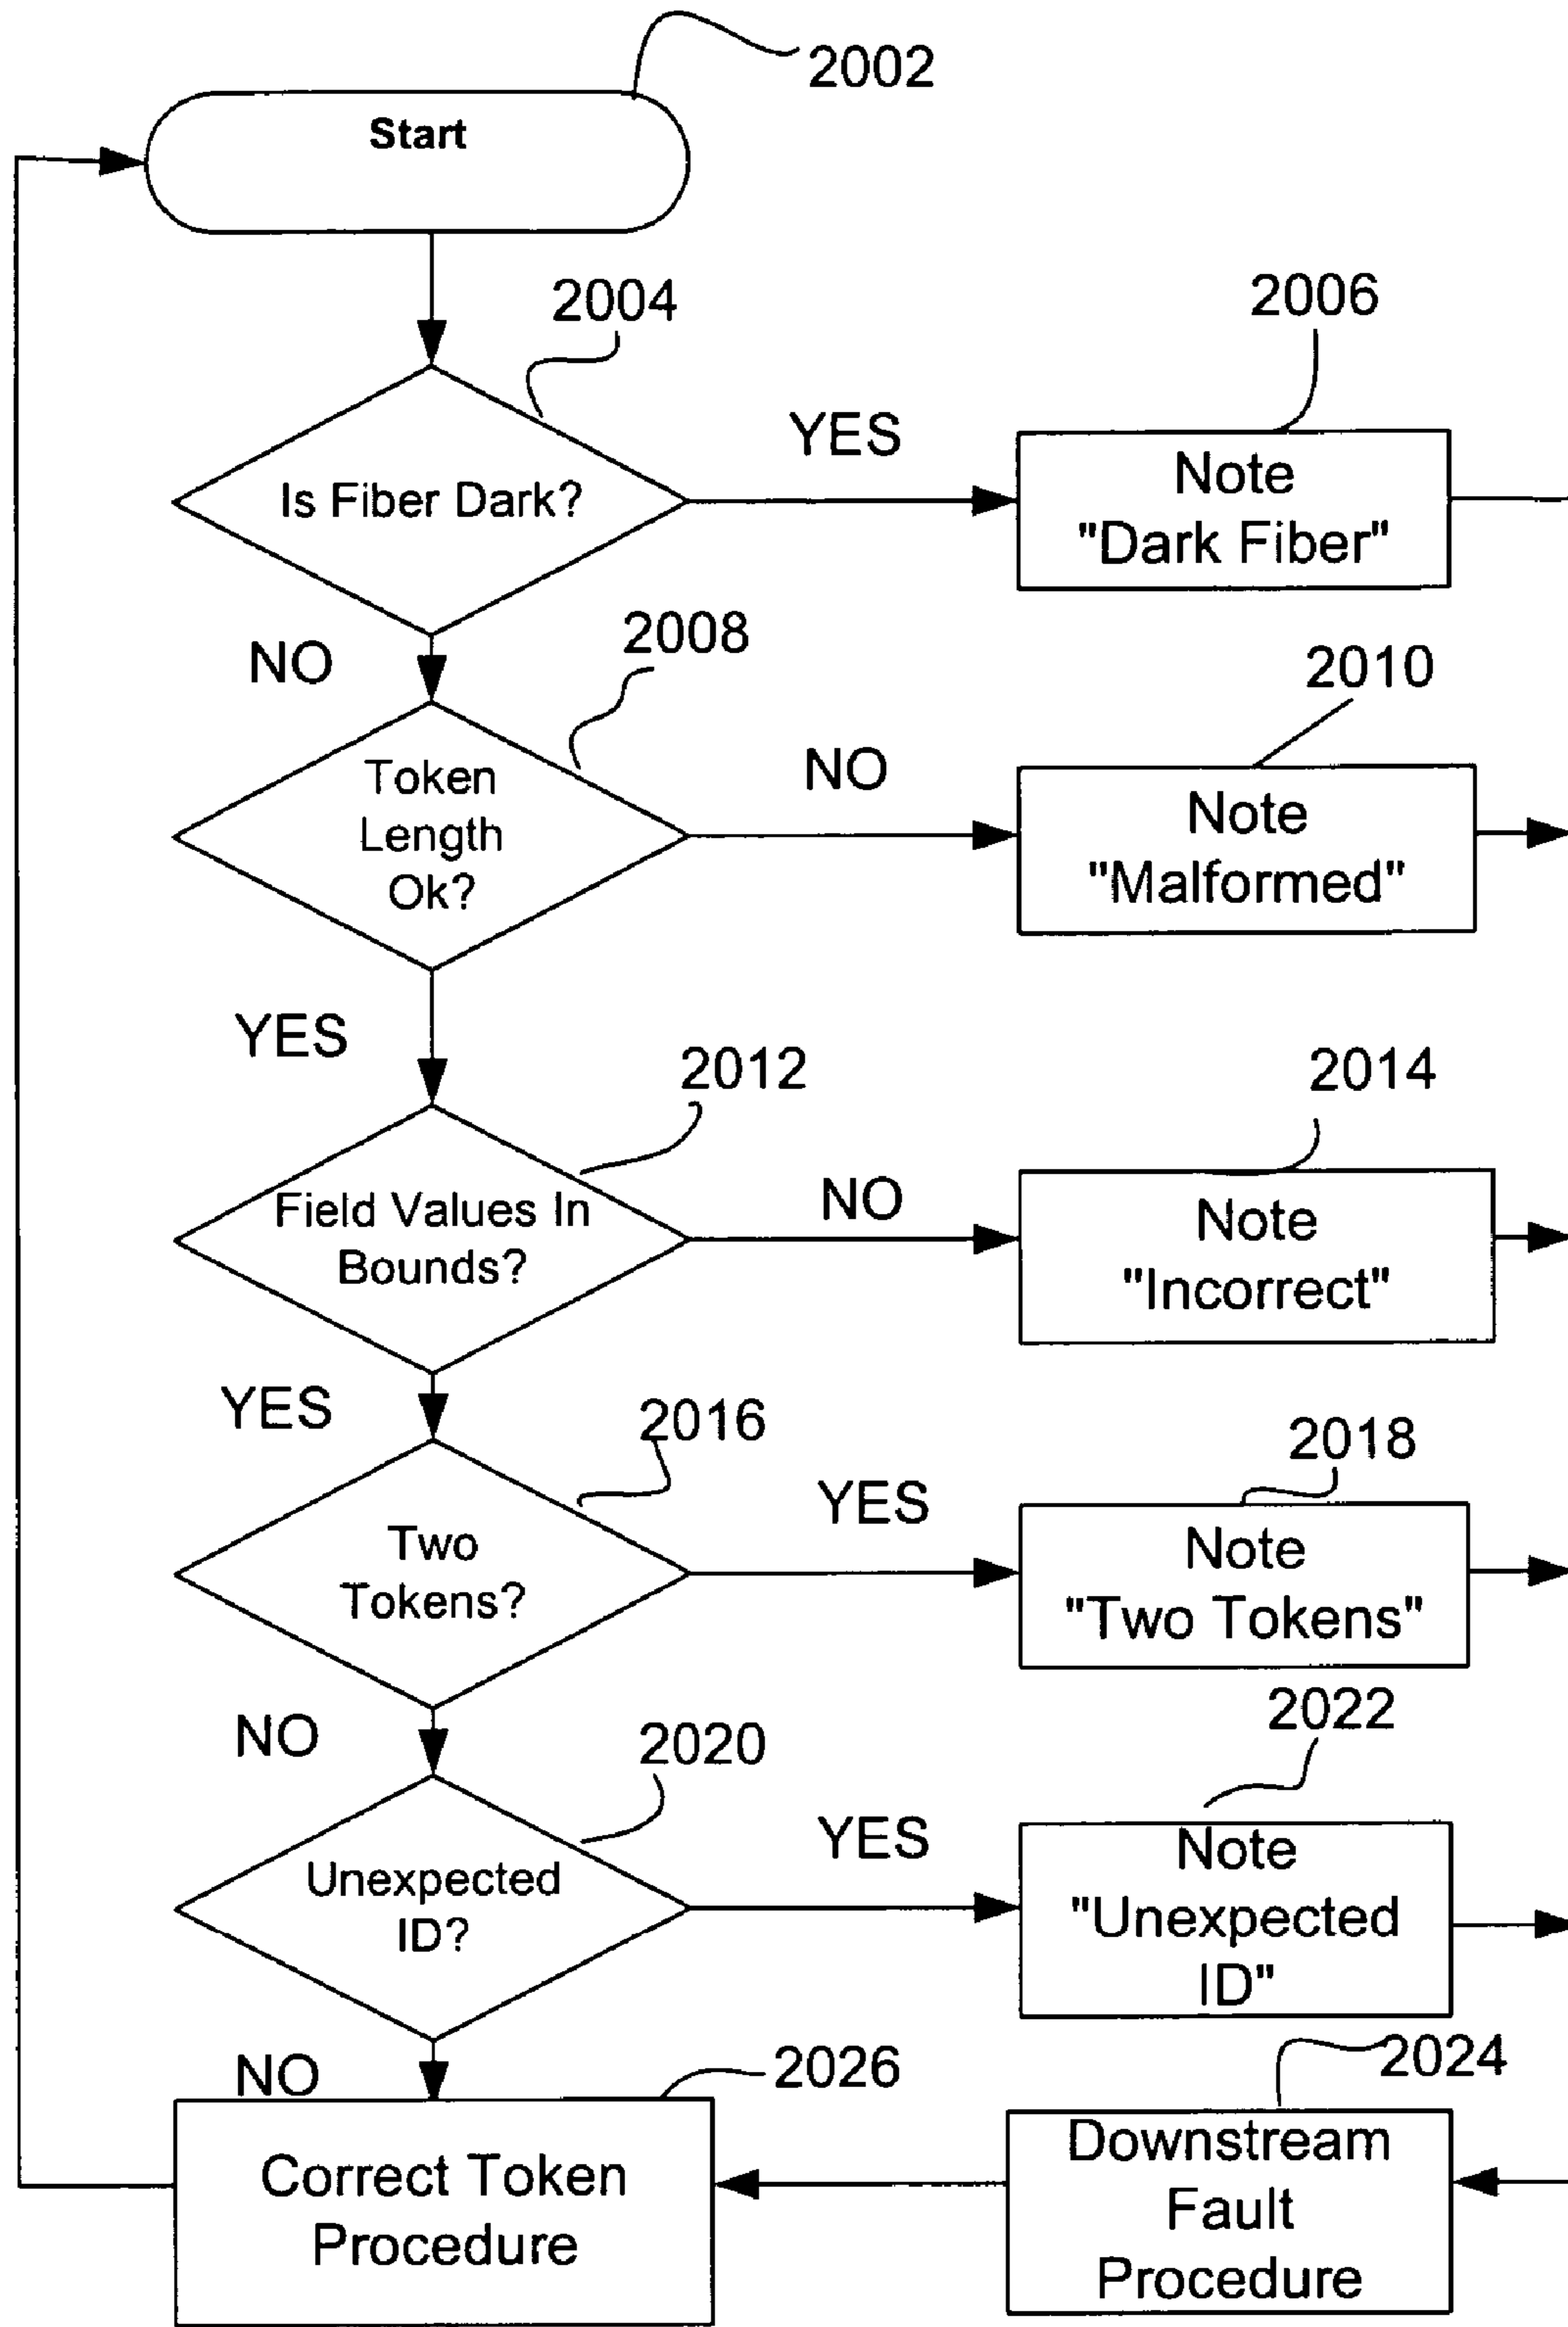 2002
Start
2004
2006
YES
Note
"Dark Fiber"
Is Fiber Dark?
NO
2008
2010
Token
Length
Ok?
NO
Note
"Malformed"
YES
2012
2014
Field Values In
Bounds?
NO
Note
"Incorrect"
YES
2016
2018
Two
Tokens?
YES
Note
"Two Tokens"
NO
2020
2022
Unexpected
ID?
YES
Note
"Unexpected
ID"
NO
2026
2024
Correct Token
Procedure
Downstream
Fault
Procedure